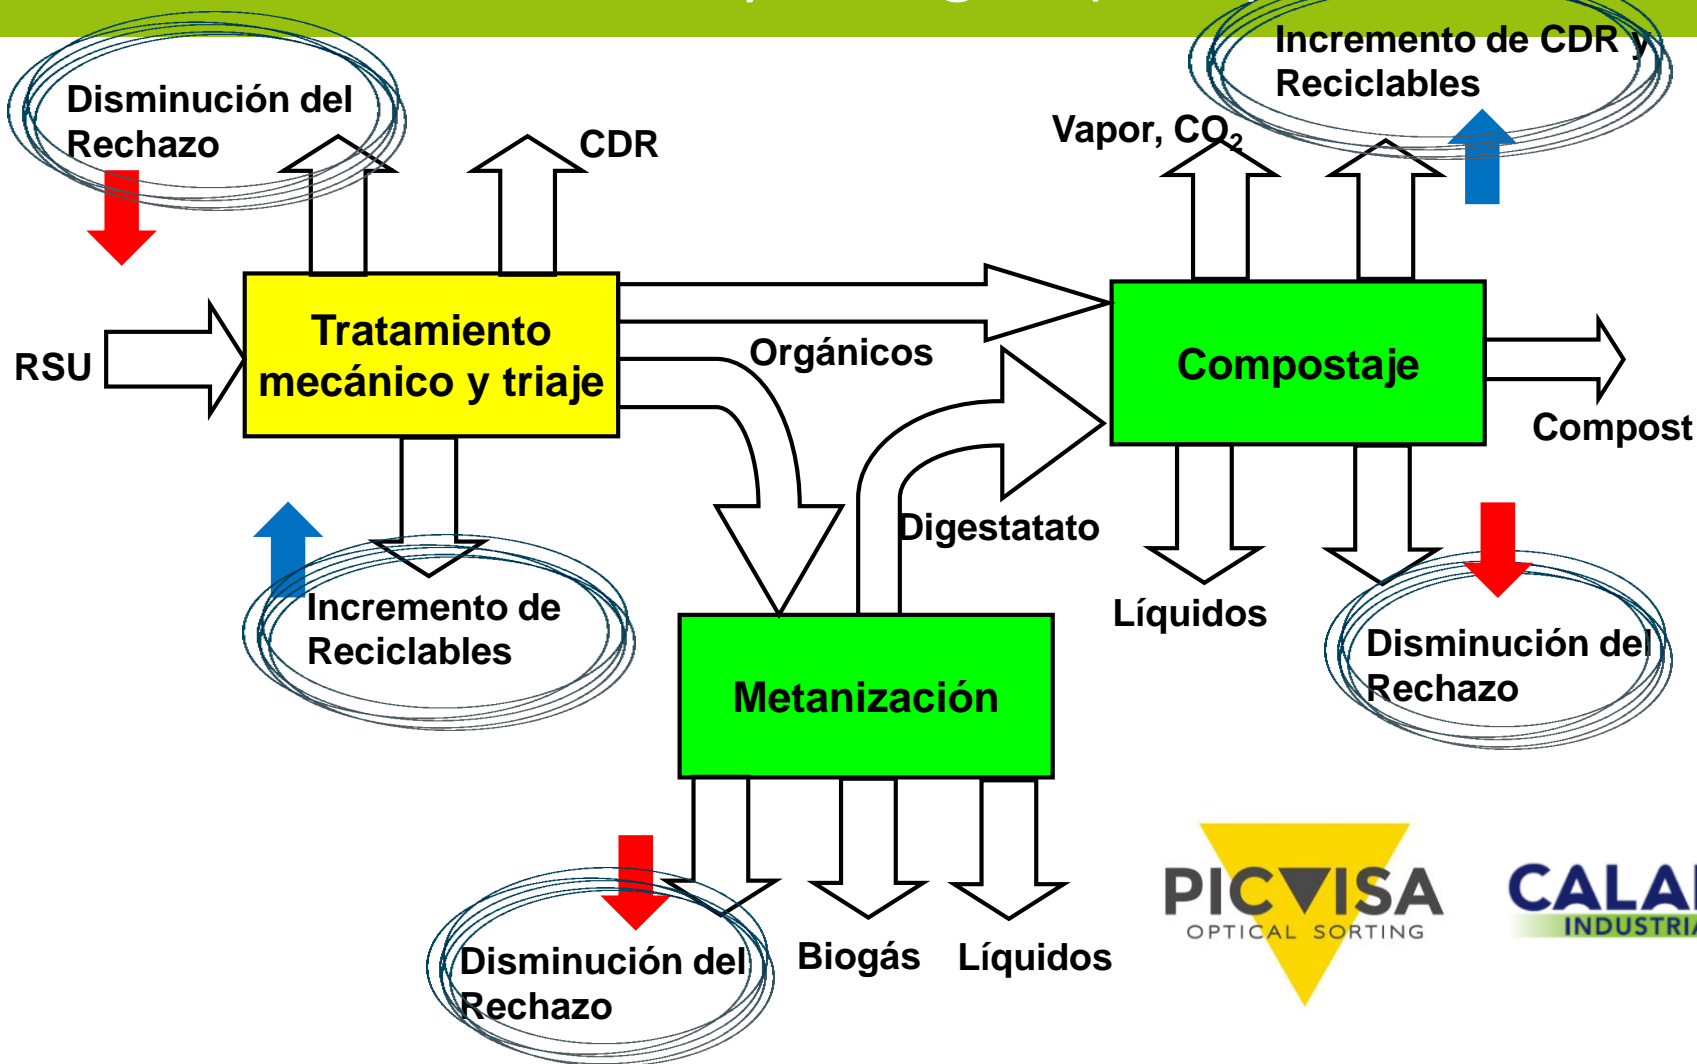 Incremento de CDR y
Reciclables
Disminución del
Rechazo
CDR
Vapor, CO₂
RSU
Tratamiento
mecánico y triaje
Orgánicos
Compostaje
Compost
Digestatato
Incremento de
Reciclables
Líquidos
Disminución del
Rechazo
Metanización
Disminución del
Rechazo
Biogás
Líquidos
PICVISA
OPTICAL SORTING